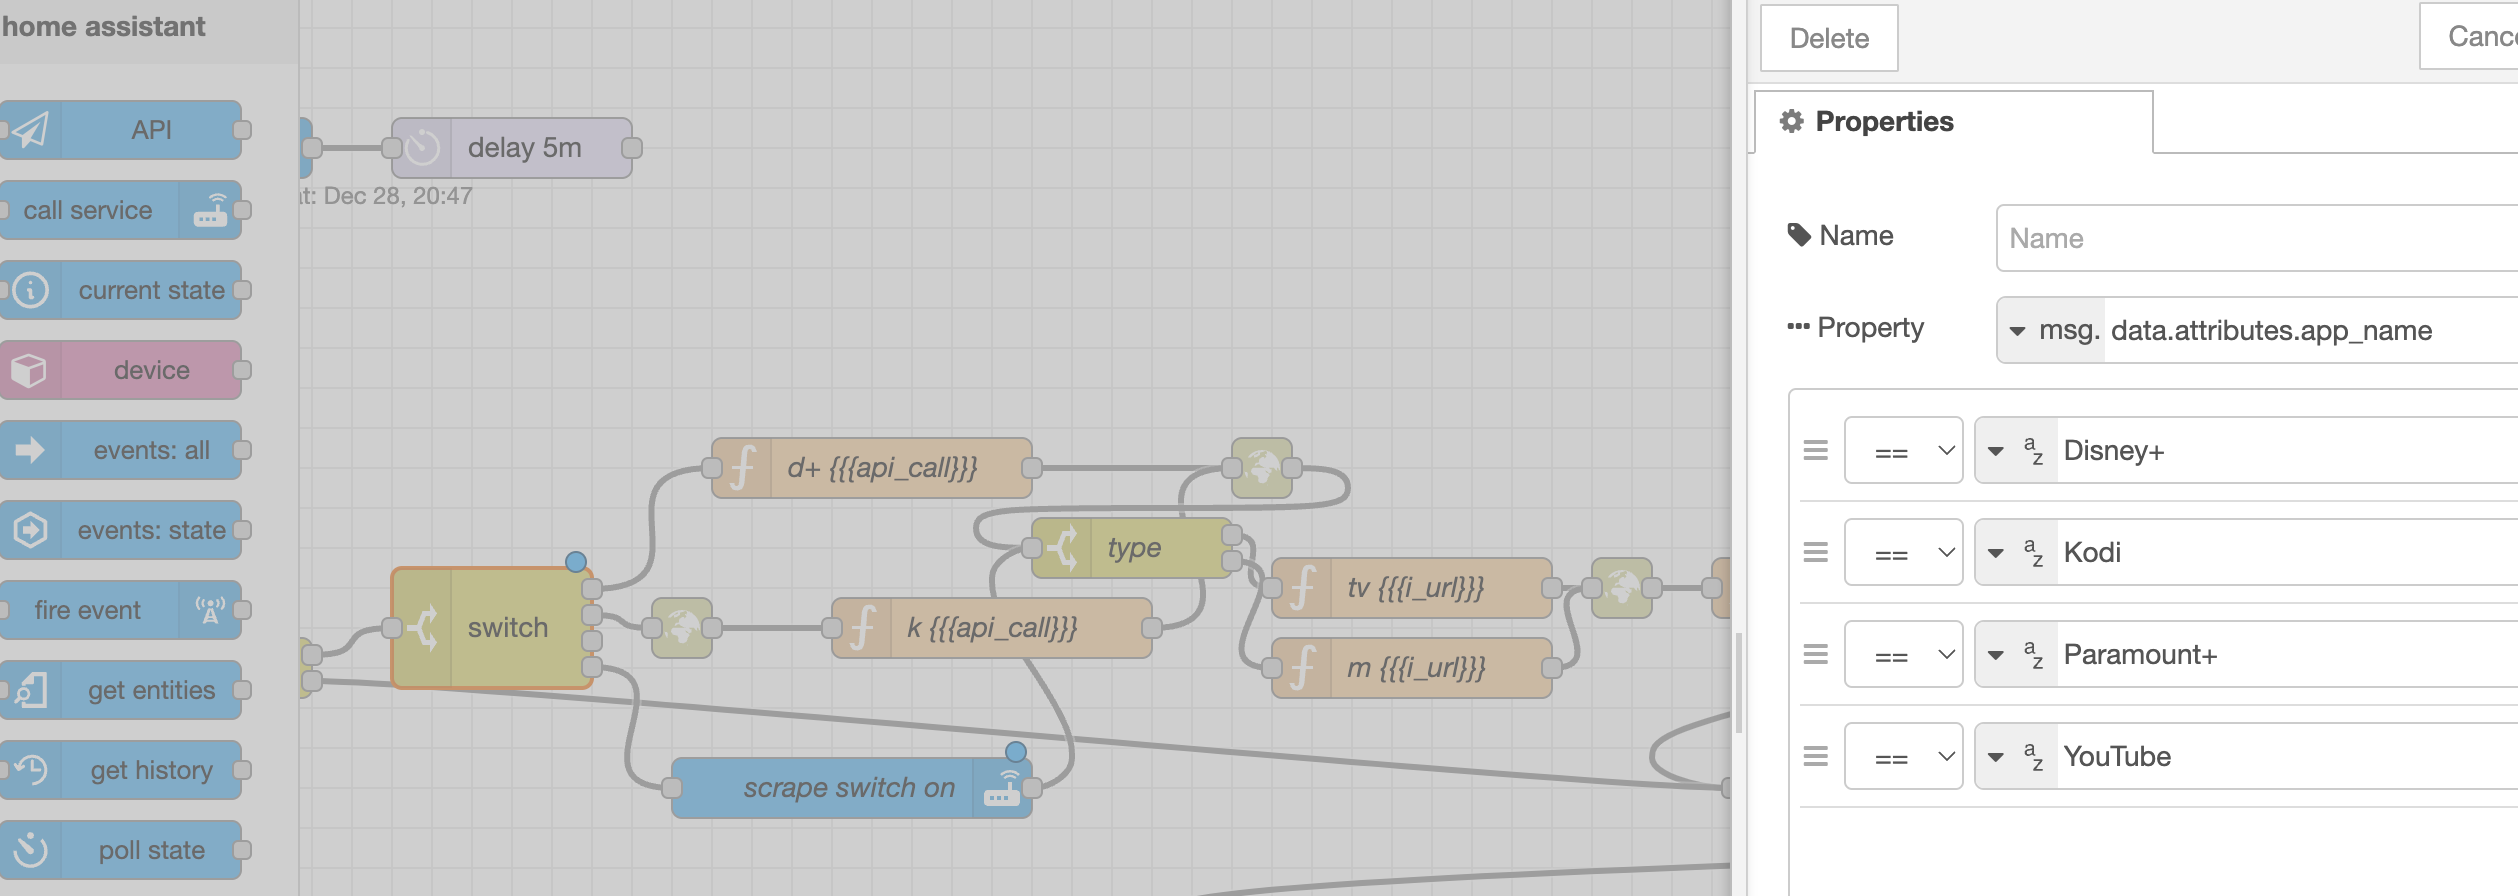 home assistant
API
call service
current state
device
events: all
events: state
fire event
get entities
get history
poll state
delay 5m
at: Dec 28, 20:47
d+ {{{api_call}}}
type
switch
k {{{api_call}}}
tv {{{i_url}}}
m {{{i_url}}}
scrape switch on
Delete
Canc
Properties
Name
Name
Property
msg. data.attributes.app_name
== a z Disney+
== a z Kodi
== a z Paramount+
== a z YouTube